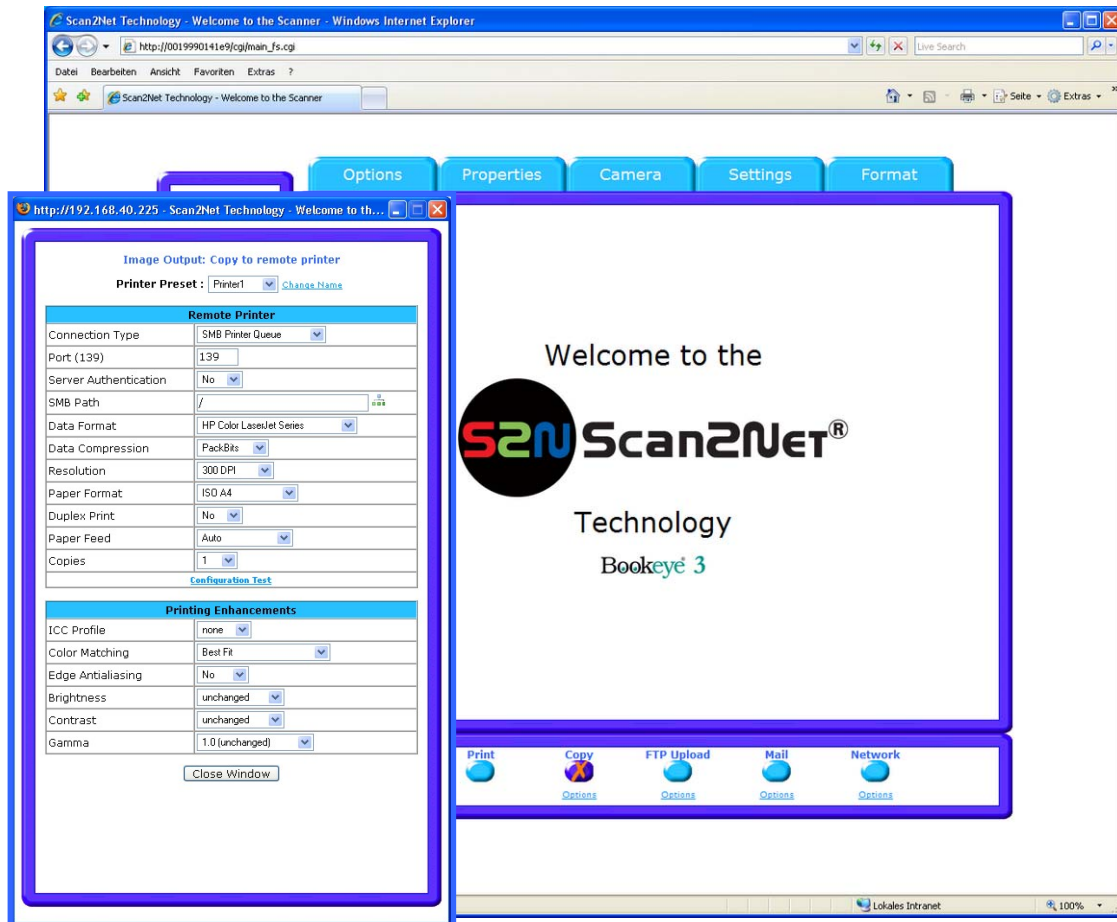 Scan2Net Technology - Welcome to the Scanner - Windows Internet Explorer
http://0019990141e9/cgi/main_fs.cgi
Live Search
Datei Bearbeiten Ansicht Favoriten Extras ?
Scan2Net Technology - Welcome to the Scanner
Seite Extras »
Options Properties Camera Settings Format
http://192.168.40.225 - Scan2Net Technology - Welcome to th...
Image Output: Copy to remote printer
Printer Preset : Printer1 Change Name
Remote Printer
Connection Type SMB Printer Queue
Port (139) 139
Server Authentication No
SMB Path /
Data Format HP Color LaserJet Series
Data Compression PackBits
Resolution 300 DPI
Paper Format ISO A4
Duplex Print No
Paper Feed Auto
Copies 1
Configuration Test
Printing Enhancements
ICC Profile none
Color Matching Best Fit
Edge Antialiasing No
Brightness unchanged
Contrast unchanged
Gamma 1.0 (unchanged)
Close Window
Welcome to the
S2N Scan2Net®
Technology
Bookeye® 3
Print Copy FTP Upload Mail Network
X
Options Options Options Options
Lokales Intranet 100%